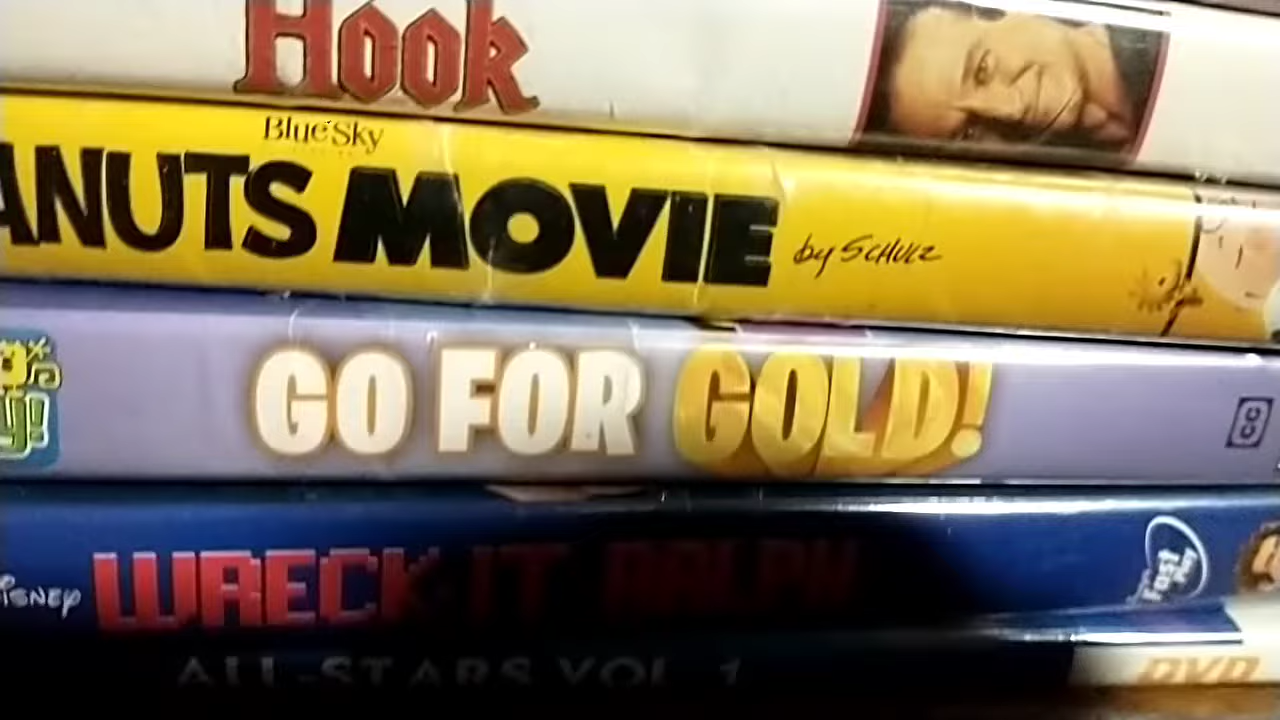 Hook
BlueSky
ANUTS MOVIE by SCHULZ
y!
GO FOR GOLD!
CC
DISNEY WRECK-IT RALPH
Fast Play
ALL-STARS VOL. 1
DVD